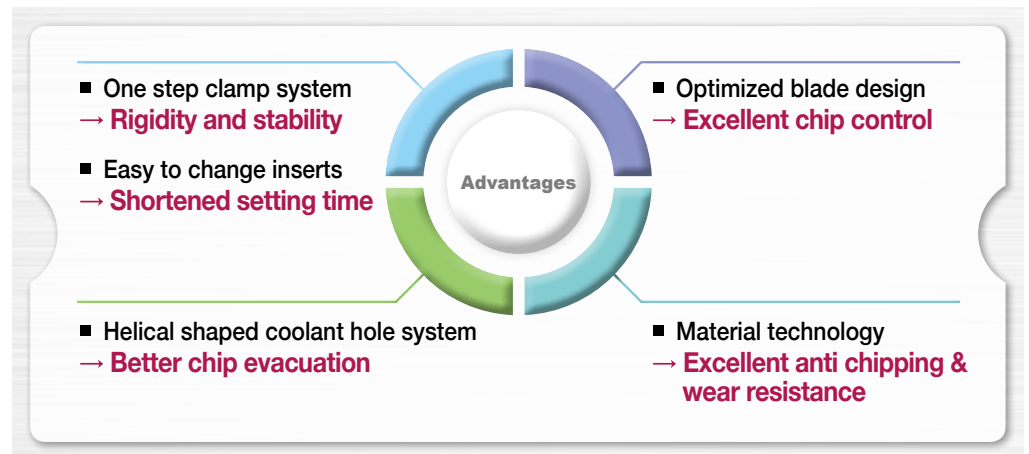 ■ One step clamp system
→ Rigidity and stability
■ Easy to change inserts
→ Shortened setting time
Advantages
■ Optimized blade design
→ Excellent chip control
■ Helical shaped coolant hole system
→ Better chip evacuation
■ Material technology
→ Excellent anti chipping &
wear resistance